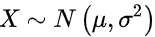 X ∼ N (μ, σ²)